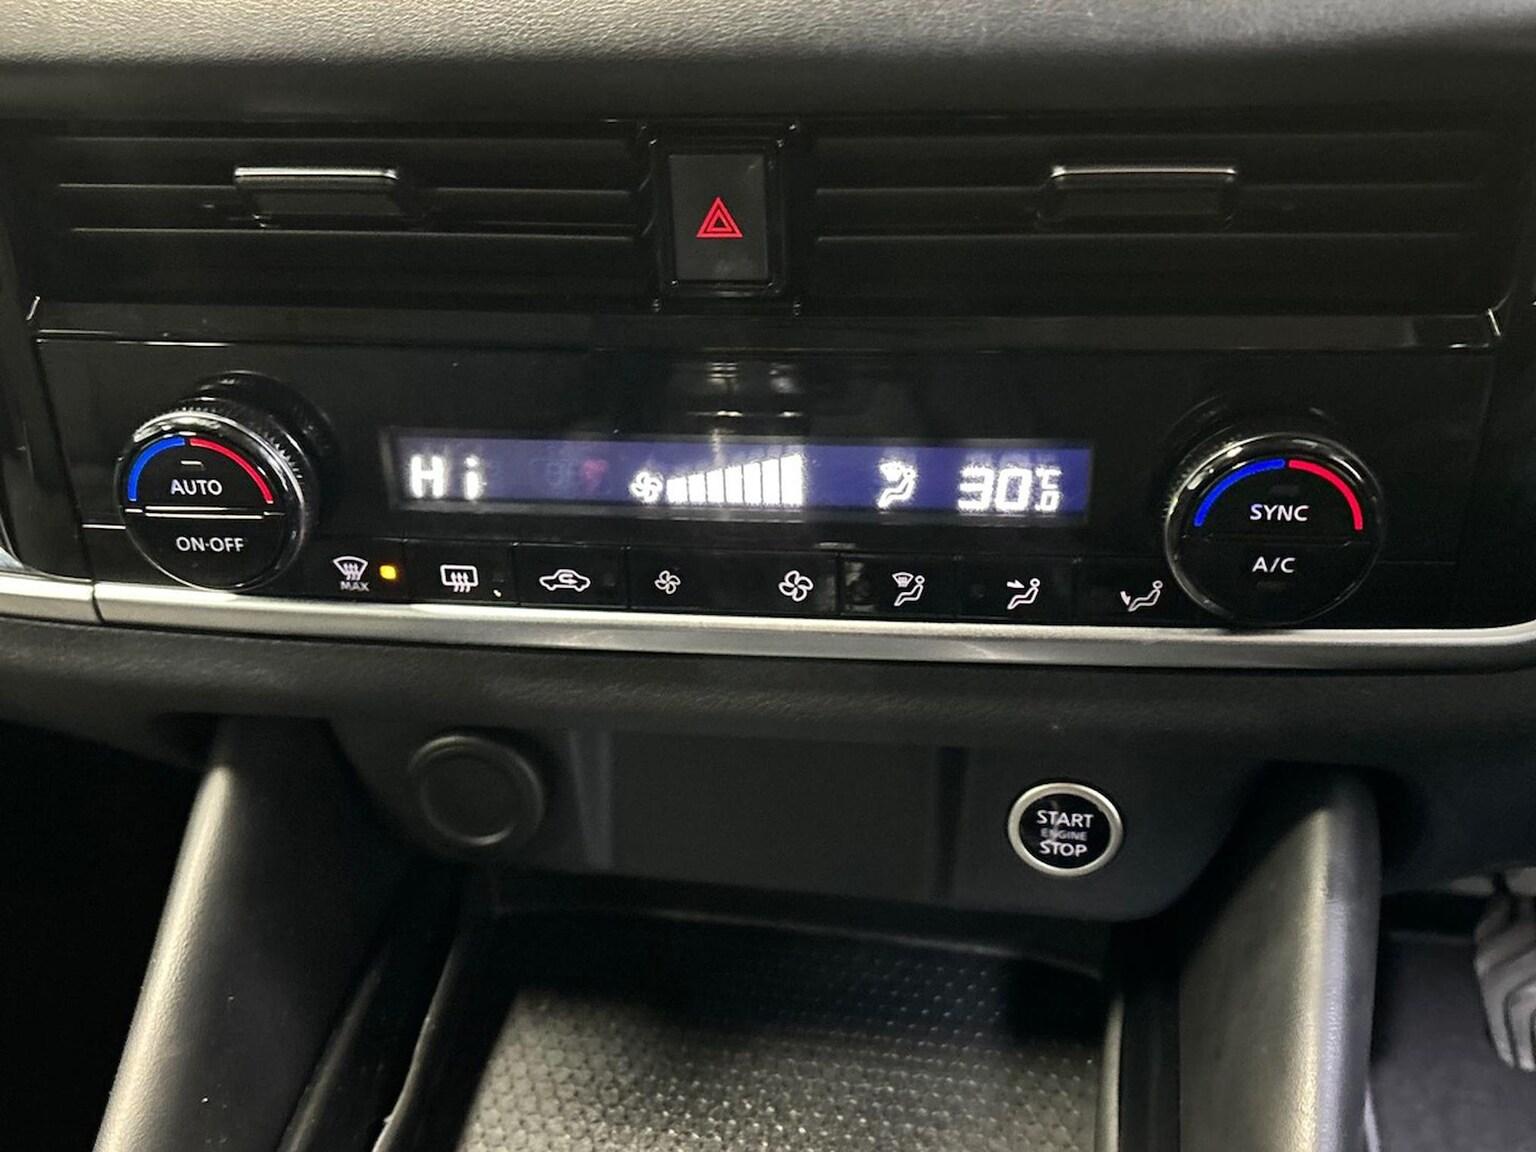 Hi
30.0°C
AUTO
ON·OFF
MAX
SYNC
A/C
START
ENGINE
STOP